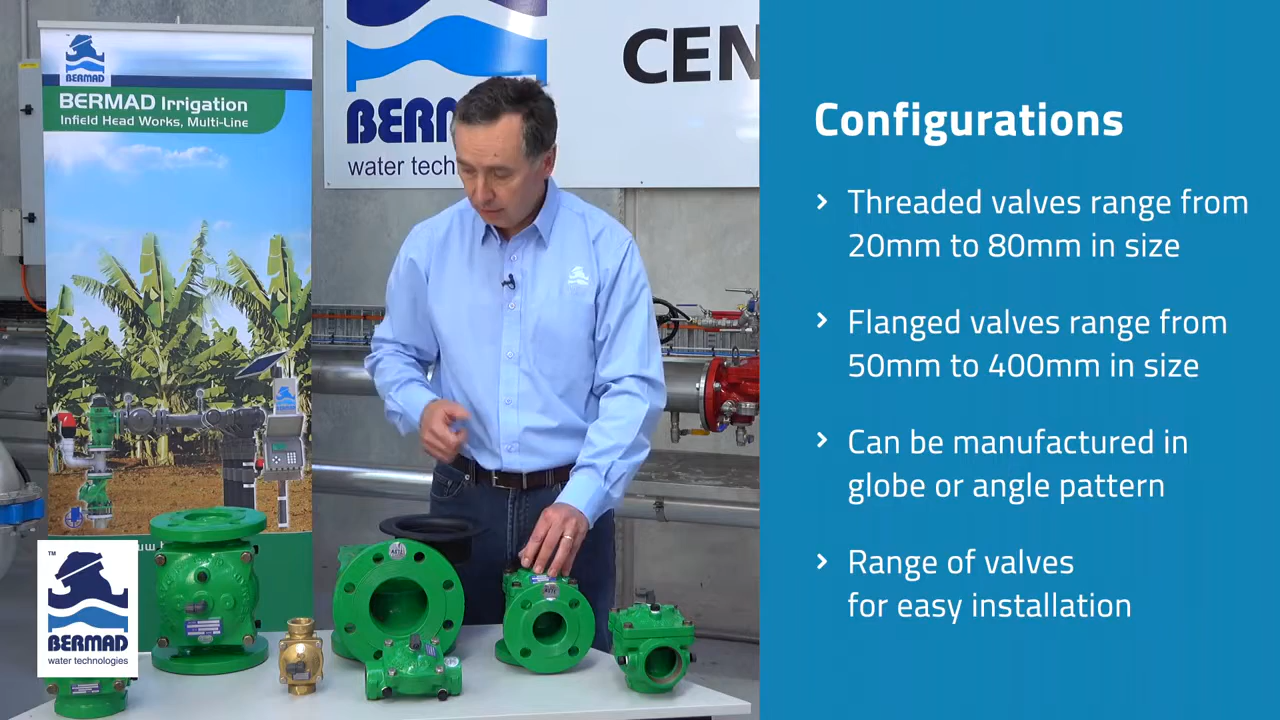 BERMAD
BERMAD Irrigation
Infield Head Works, Multi-Line
BERM
water tech
CEN
Configurations
Threaded valves range from
20mm to 80mm in size
Flanged valves range from
50mm to 400mm in size
Can be manufactured in
globe or angle pattern
Range of valves
for easy installation
TM
BERMAD
water technologies